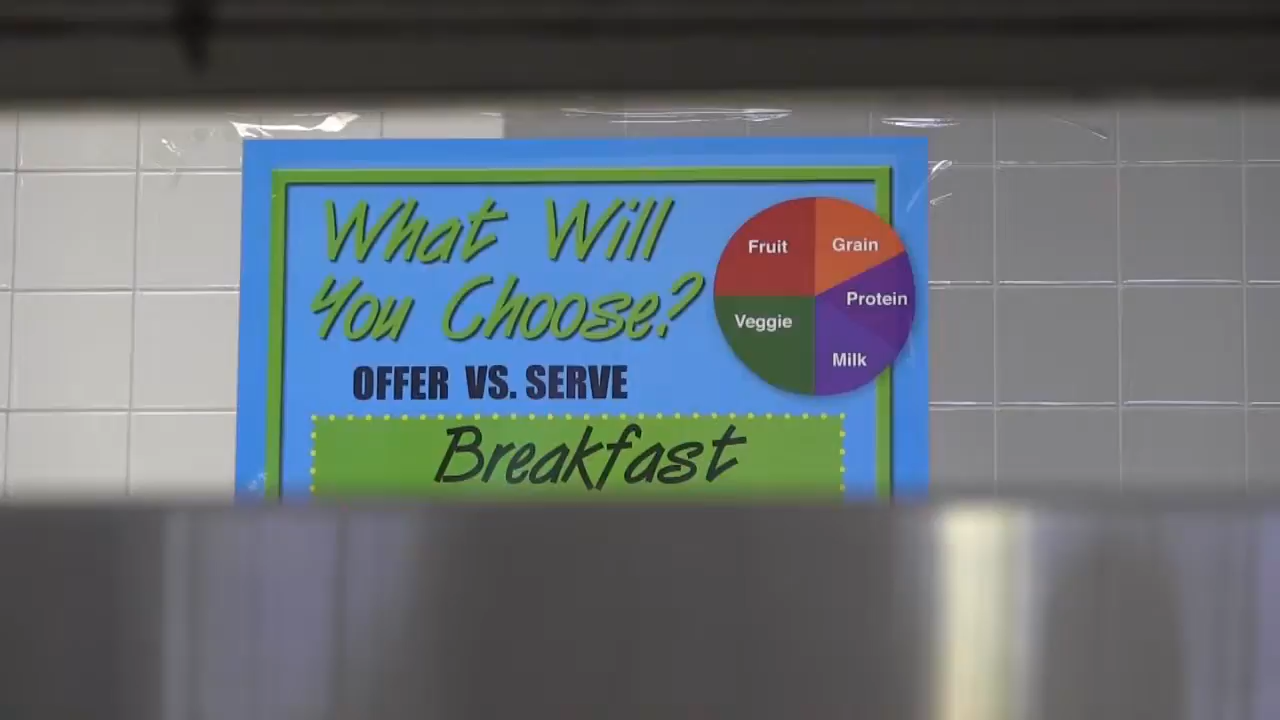 What Will
You Choose?
OFFER VS. SERVE
Breakfast
Fruit
Grain
Protein
Veggie
Milk